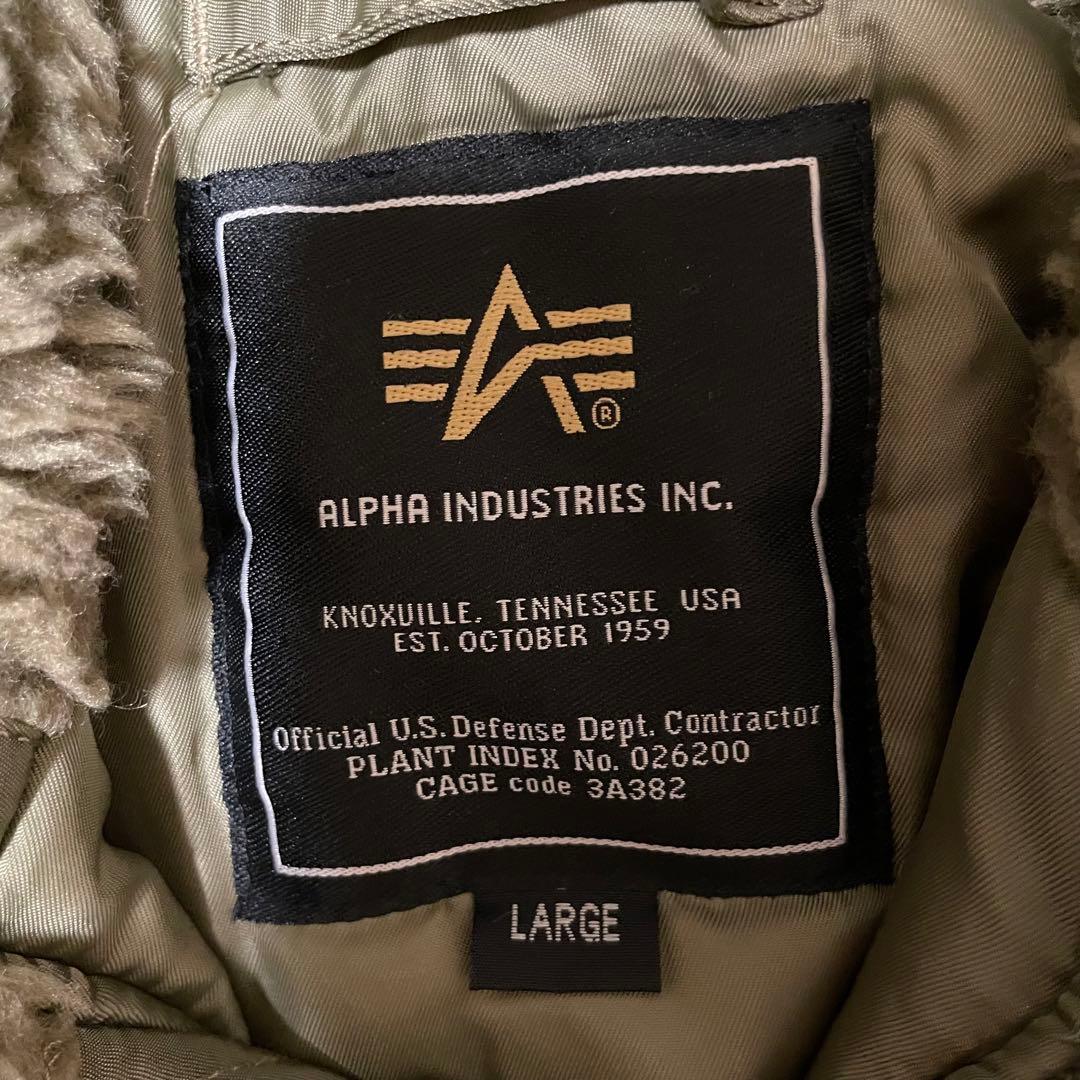 ®
ALPHA INDUSTRIES INC.
KNOXVILLE, TENNESSEE USA
EST. OCTOBER 1959
Official U.S. Defense Dept. Contractor
PLANT INDEX No. 026200
CAGE code 3A382
LARGE